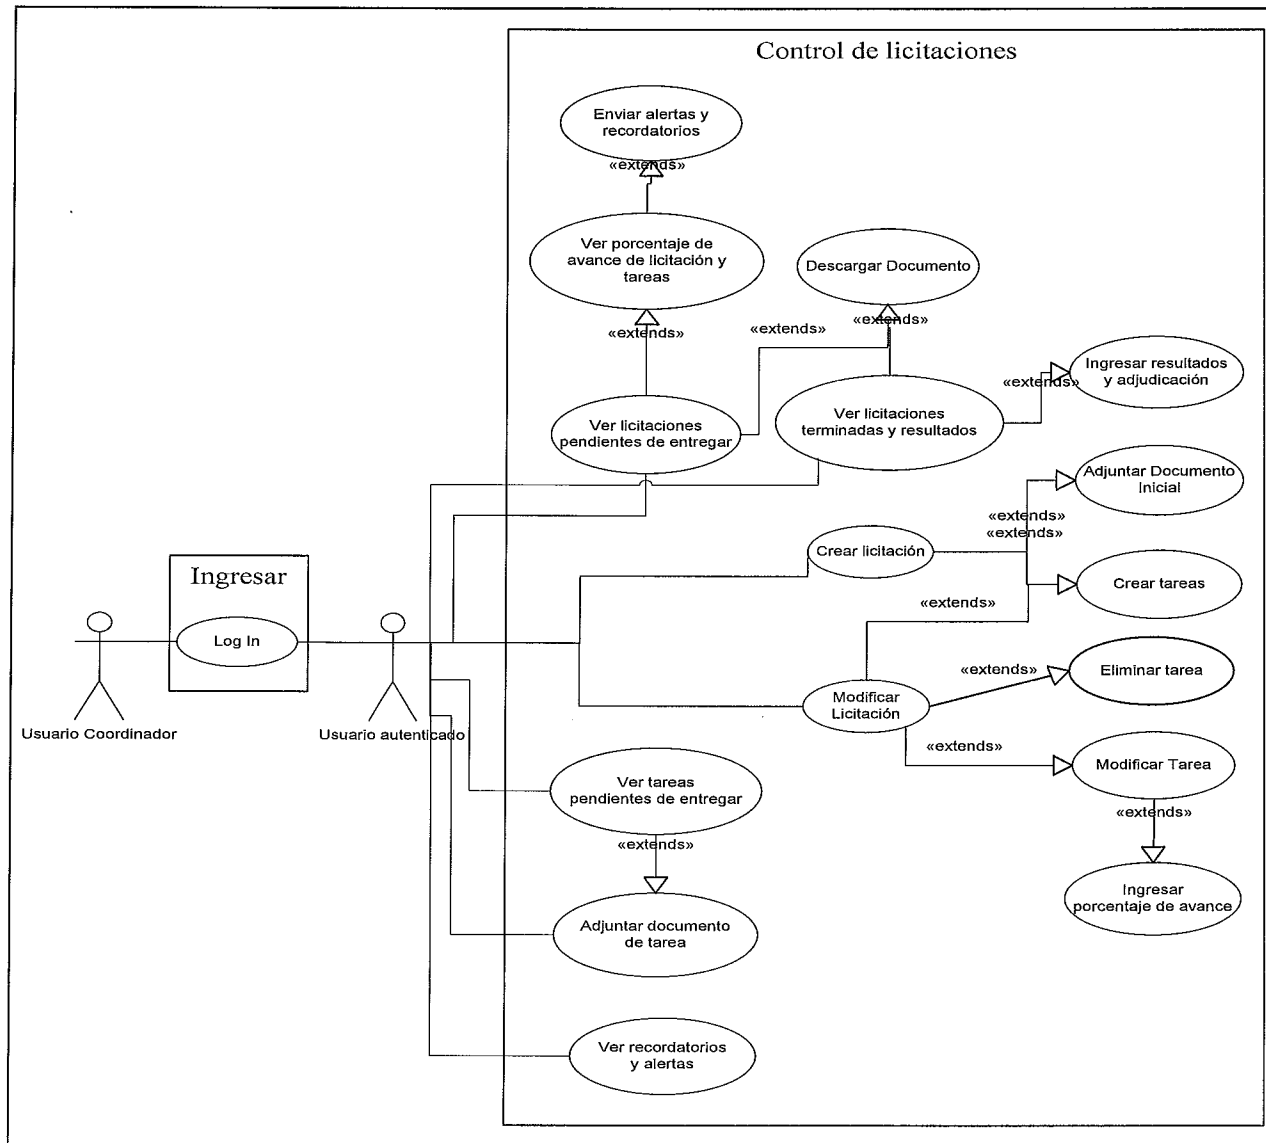 Control de licitaciones
Enviar alertas y
recordatorios
«extends»
Ver porcentaje de
avance de licitación y
tareas
Descargar Documento
«extends»
«extends»
«extends»
Ingresar resultados
y adjudicación
«extends»
Ver licitaciones
pendientes de entregar
Ver licitaciones
terminadas y resultados
Adjuntar Documento
Inicial
«extends»
«extends»
Crear licitación
Ingresar
Crear tareas
«extends»
Log In
Eliminar tarea
«extends»
Modificar
Licitación
Usuario Coordinador
Usuario autenticado
«extends»
Modificar Tarea
Ver tareas
pendientes de entregar
«extends»
«extends»
Ingresar
porcentaje de avance
Adjuntar documento
de tarea
Ver recordatorios
y alertas